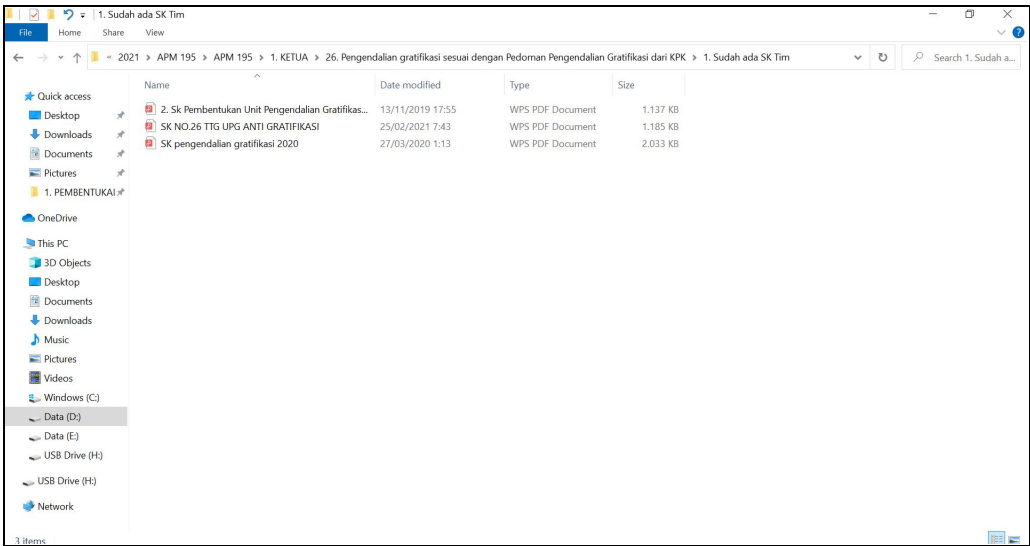 1. Sudah ada SK Tim
File Home Share View
« 2021 > APM 195 > APM 195 > 1. KETUA > 26. Pengendalian gratifikasi sesuai dengan Pedoman Pengendalian Gratifikasi dari KPK > 1. Sudah ada SK Tim
Search 1. Sudah a...
Name Date modified Type Size
2. Sk Pembentukan Unit Pengendalian Gratifikas... 13/11/2019 17:55 WPS PDF Document 1.137 KB
SK NO.26 TTG UPG ANTI GRATIFIKASI 25/02/2021 7:43 WPS PDF Document 1.185 KB
SK pengendalian gratifikasi 2020 27/03/2020 1:13 WPS PDF Document 2.033 KB
Quick access
Desktop
Downloads
Documents
Pictures
1. PEMBENTUKAI
OneDrive
This PC
3D Objects
Desktop
Documents
Downloads
Music
Pictures
Videos
Windows (C:)
Data (D:)
Data (E:)
USB Drive (H:)
USB Drive (H:)
Network
3 items